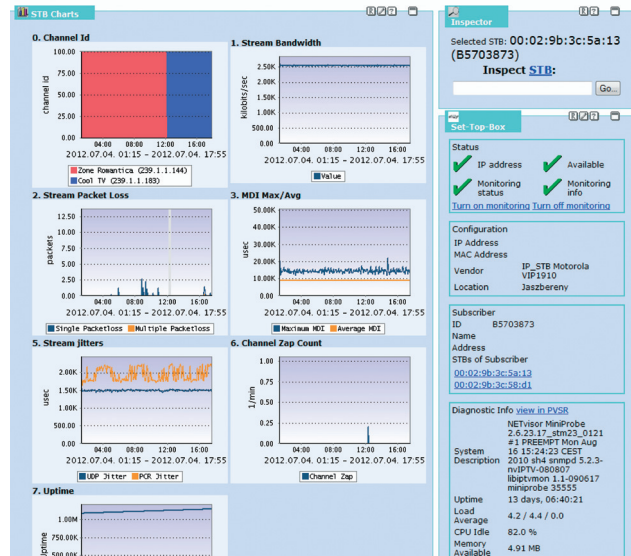 STB Charts
0. Channel Id
100.00
75.00
50.00
25.00
0.00
channel id
04:00 08:00 12:00 16:00
2012.07.04. 01:15 - 2012.07.04. 17:55
Zone Romantica (239.1.1.144)
Cool TV (239.1.1.183)
1. Stream Bandwidth
2.50K
2.00K
1.50K
1.00K
500.00
0.00
kilobits/sec
04:00 08:00 12:00 16:00
2012.07.04. 01:15 - 2012.07.04. 17:55
Value
2. Stream Packet Loss
12.50
10.00
7.50
5.00
2.50
0.00
packets
04:00 08:00 12:00 16:00
2012.07.04. 01:15 - 2012.07.04. 17:55
Single Packetloss Multiple Packetloss
3. MDI Max/Avg
50.00K
40.00K
30.00K
20.00K
10.00K
0.00
usec
04:00 08:00 12:00 16:00
2012.07.04. 01:15 - 2012.07.04. 17:55
Maximum MDI Average MDI
5. Stream jitters
2.00K
1.50K
1.00K
500.00
0.00
usec
04:00 08:00 12:00 16:00
2012.07.04. 01:15 - 2012.07.04. 17:55
UDP Jitter PCR Jitter
6. Channel Zap Count
1.00
0.75
0.50
0.25
0.00
1/min
04:00 08:00 12:00 16:00
2012.07.04. 01:15 - 2012.07.04. 17:55
Channel Zap
7. Uptime
1.00M
750.00K
500.00K
Uptime
Inspector
Selected STB: 00:02:9b:3c:5a:13
(B5703873)
Inspect STB:
Go...
Set-Top-Box
Status
IP address Available
Monitoring status Monitoring info
Turn on monitoring Turn off monitoring
Configuration
IP Address
MAC Address
Vendor IP_STB Motorola VIP1910
Location Jaszbereny
Subscriber
ID B5703873
Name
Address
STBs of Subscriber
00:02:9b:3c:5a:13
00:02:9b:3c:58:d1
Diagnostic Info view in PVSR
System Description
NETvisor MiniProbe
2.6.23.17_stm23_0121
#1 PREEMPT Mon Aug
16 15:24:23 CEST
2010 sh4 snmpd 5.2.3-
nvIPTV-080807
libiptvmon 1.1-090617
miniprobe 35555
Uptime 13 days, 06:40:21
Load Average 4.2 / 4.4 / 0.0
CPU Idle 82.0 %
Memory Available 4.91 MB